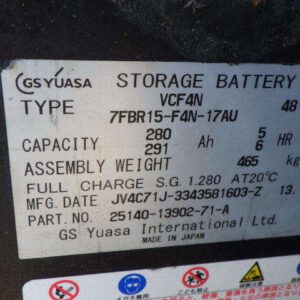 GS YUASA STORAGE BATTERY
TYPE VCF4N 48
7FBR15-F4N-17AU
CAPACITY 280 Ah 5 HR
291 6
ASSEMBLY WEIGHT 465 kg
FULL CHARGE S.G. 1.280 AT20°C
MFG. DATE JV4C71J-3343581603-Z 13.
PART NO. 25140-13902-71-A
GS Yuasa International Ltd.
MADE IN JAPAN